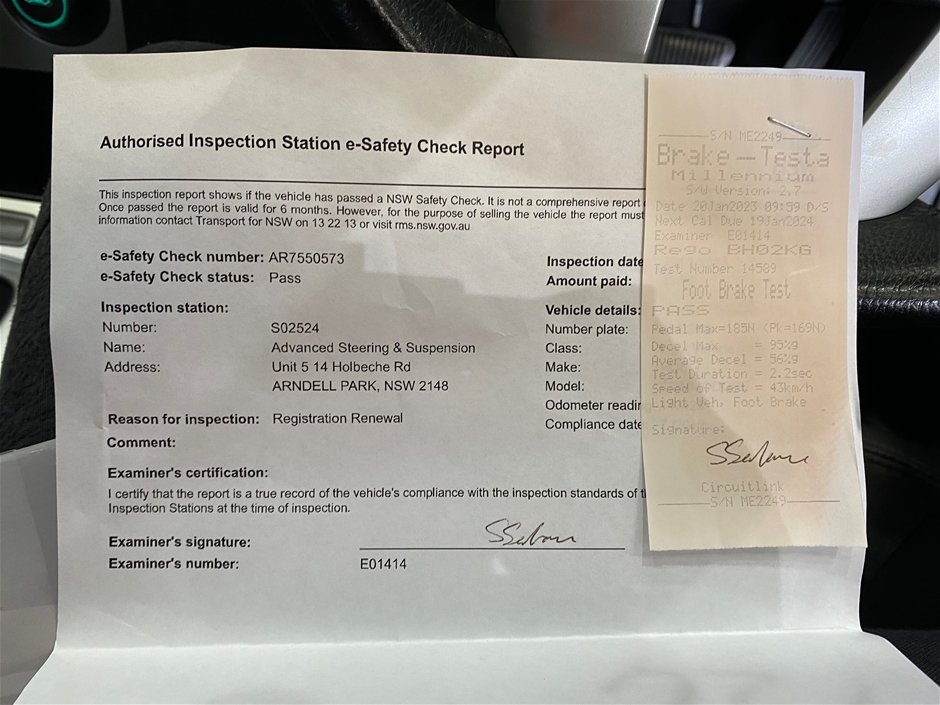 Authorised Inspection Station e-Safety Check Report
This inspection report shows if the vehicle has passed a NSW Safety Check. It is not a comprehensive report
Once passed the report is valid for 6 months. However, for the purpose of selling the vehicle the report must
information contact Transport for NSW on 13 22 13 or visit rms.nsw.gov.au
e-Safety Check number: AR7550573
e-Safety Check status: Pass
Inspection station:
Number: S02524
Name: Advanced Steering & Suspension
Address: Unit 5 14 Holbeche Rd
ARNDELL PARK, NSW 2148
Reason for inspection: Registration Renewal
Comment:
Examiner's certification:
I certify that the report is a true record of the vehicle's compliance with the inspection standards of
Inspection Stations at the time of inspection.
Examiner's signature:
Examiner's number: E01414
Inspection date
Amount paid:
Vehicle details:
Number plate:
Class:
Make:
Model:
Odometer readin
Compliance date
S/N ME2249
Brake-Testa
Millennium
S/W Version: 2.7
Date 20Jan2023 09:59 D/S
Next Cal Due 19Jan2024
Examiner E01414
Rego BH02KG
Test Number 14589
Foot Brake Test
PASS
Pedal Max=185N (Pk=169N)
Decel Max = 95%g
Average Decel = 56%g
Test Duration = 2.2sec
Speed of Test = 43km/h
Light Veh, Foot Brake
Signature:
Circuitlink
S/N ME2249